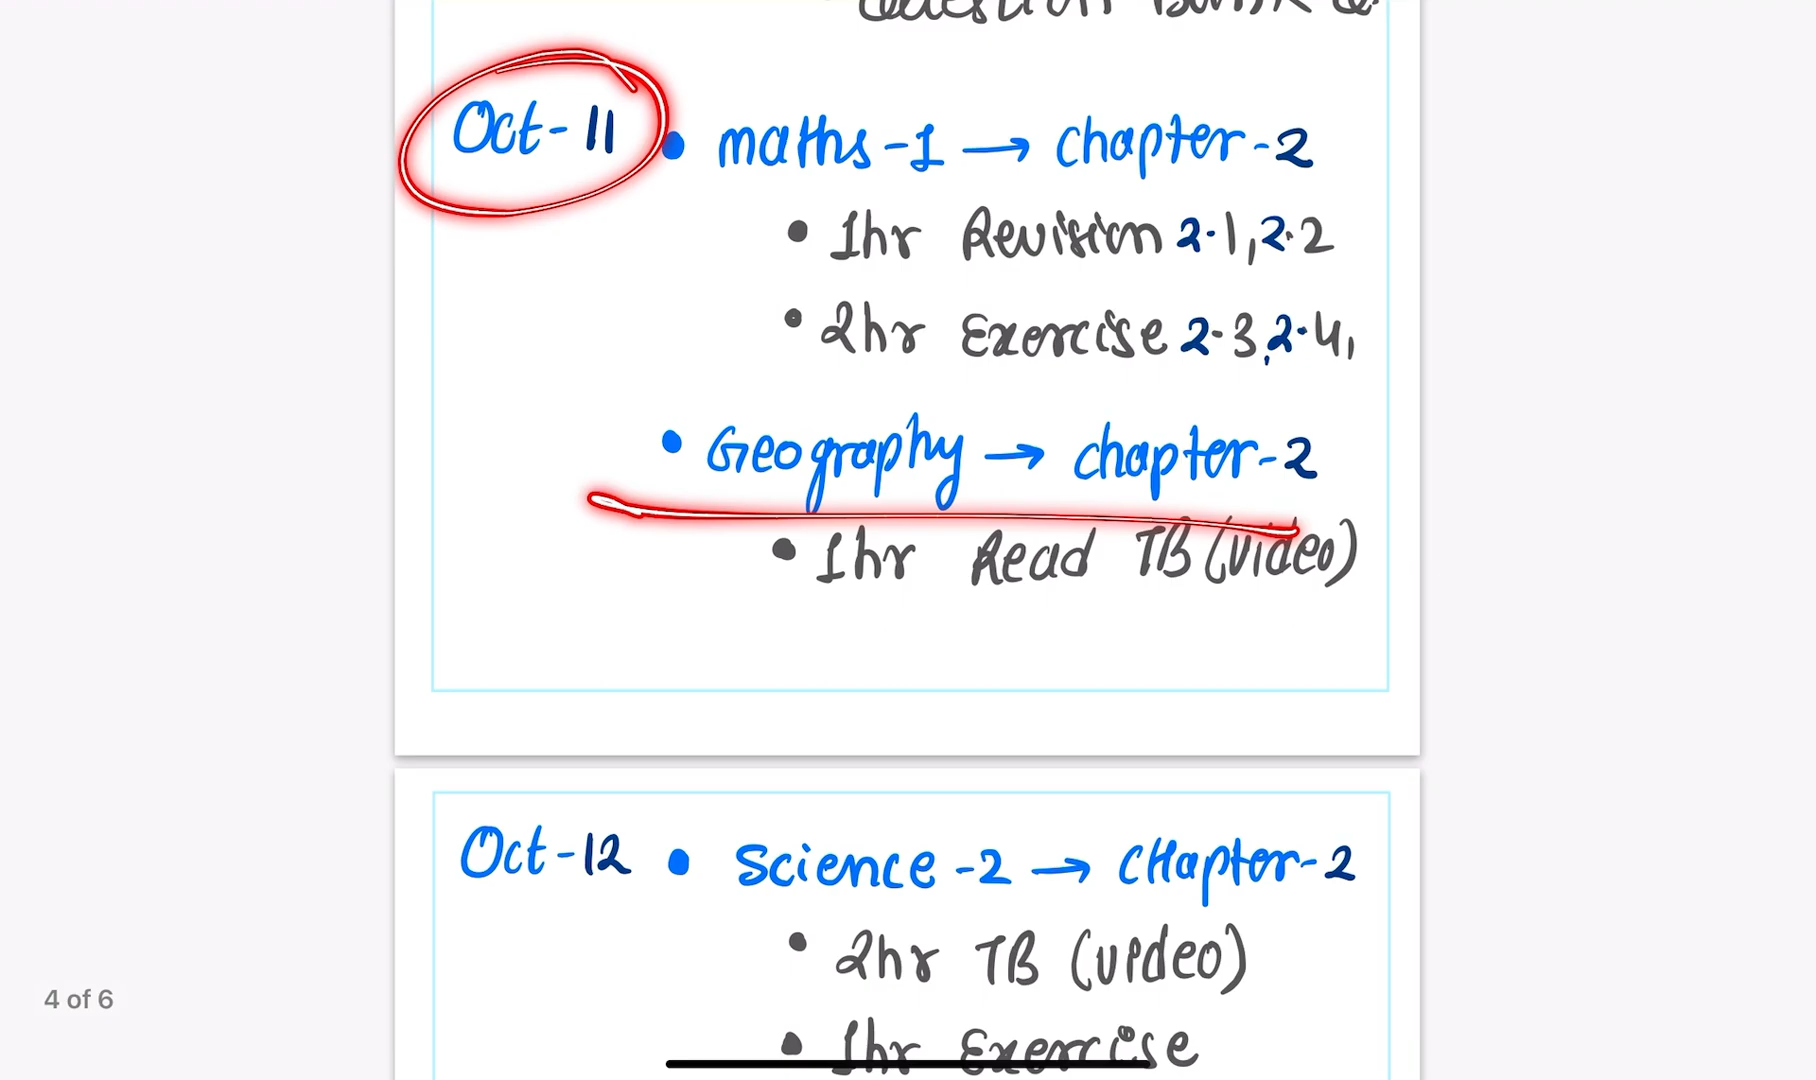 Question Bank
Oct-11 • maths-1 → chapter-2
• 1hr Revision 2.1, 2.2
• 2hr Exercise 2.3, 2.4,
• Geography → chapter-2
• 1hr Read TB (video)
Oct-12 • Science-2 → CHapter-2
• 2hr TB (video)
• 1hr Exercise
4 of 6